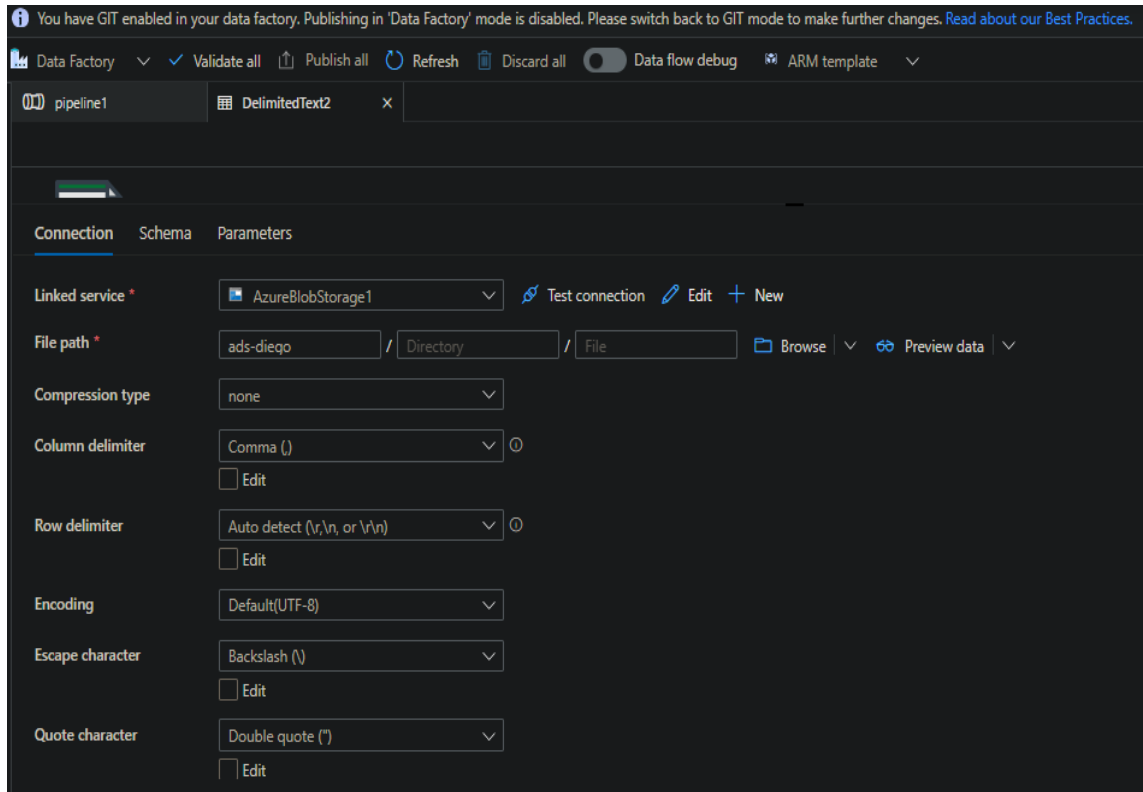 You have GIT enabled in your data factory. Publishing in 'Data Factory' mode is disabled. Please switch back to GIT mode to make further changes. Read about our Best Practices.
Data Factory Validate all Publish all Refresh Discard all Data flow debug ARM template
pipeline1 DelimitedText2
Connection Schema Parameters
Linked service * AzureBlobStorage1 Test connection Edit New
File path * ads-diego / Directory / File Browse Preview data
Compression type none
Column delimiter Comma (,)
Edit
Row delimiter Auto detect (\r,\n, or \r\n)
Edit
Encoding Default(UTF-8)
Escape character Backslash (\)
Edit
Quote character Double quote (")
Edit